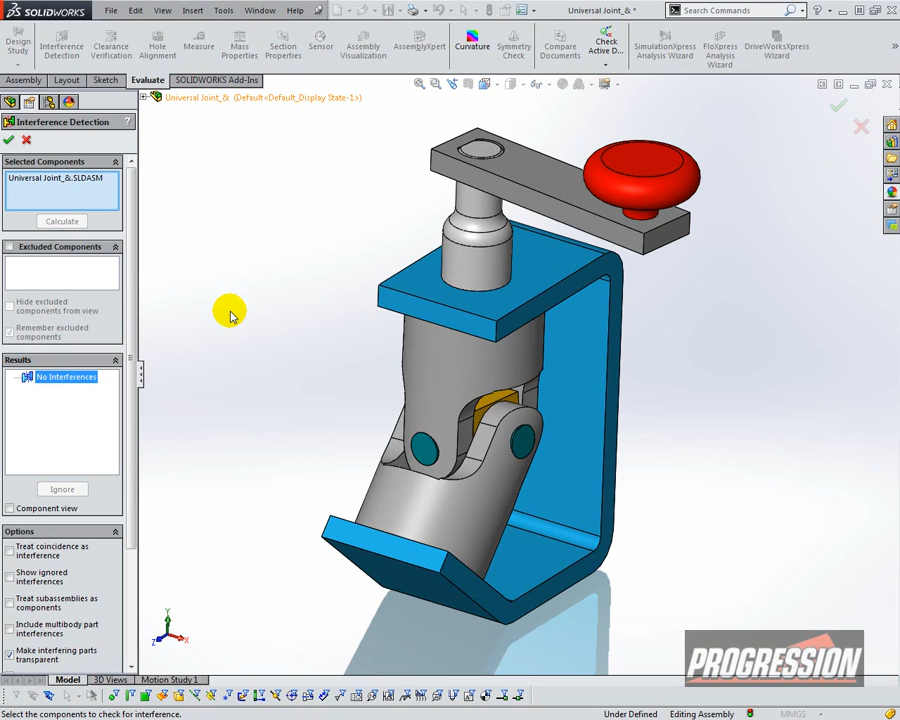 SOLIDWORKS File Edit View Insert Tools Window Help Universal Joint_& * Search Commands
Design Study
Interference Detection
Clearance Verification
Hole Alignment
Measure
Mass Properties
Section Properties
Sensor
Assembly Visualization
AssemblyXpert
Curvature
Symmetry Check
Compare Documents
Check Active D...
SimulationXpress Analysis Wizard
FloXpress Analysis Wizard
DriveWorksXpress Wizard
Assembly Layout Sketch Evaluate SOLIDWORKS Add-Ins
Universal Joint_& (Default<Default_Display State-1>)
Interference Detection ?
Selected Components
Universal Joint_&.SLDASM
Calculate
Excluded Components
Hide excluded
components from view
Remember excluded
components
Results
No Interferences
Ignore
Component view
Options
Treat coincidence as
interference
Show ignored
interferences
Treat subassemblies as
components
Include multibody part
interferences
Make interfering parts
transparent
Y
Z X
PROGRESSION
Model 3D Views Motion Study 1
Select the components to check for interference. Under Defined Editing Assembly MMGS